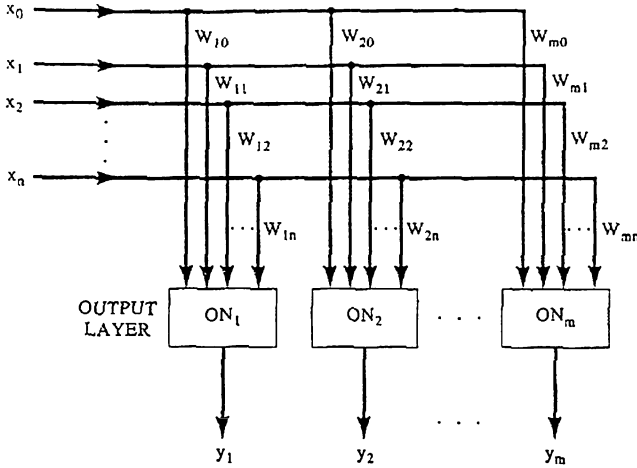 x₀ W₁₀ W₂₀ Wₘ₀
x₁ W₁₁ W₂₁ Wₘ₁
x₂ W₁₂ W₂₂ Wₘ₂
xₙ W₁ₙ W₂ₙ Wₘₙ
OUTPUT
LAYER
ON₁ ON₂ . . . ONₘ
y₁ y₂ . . . yₘ